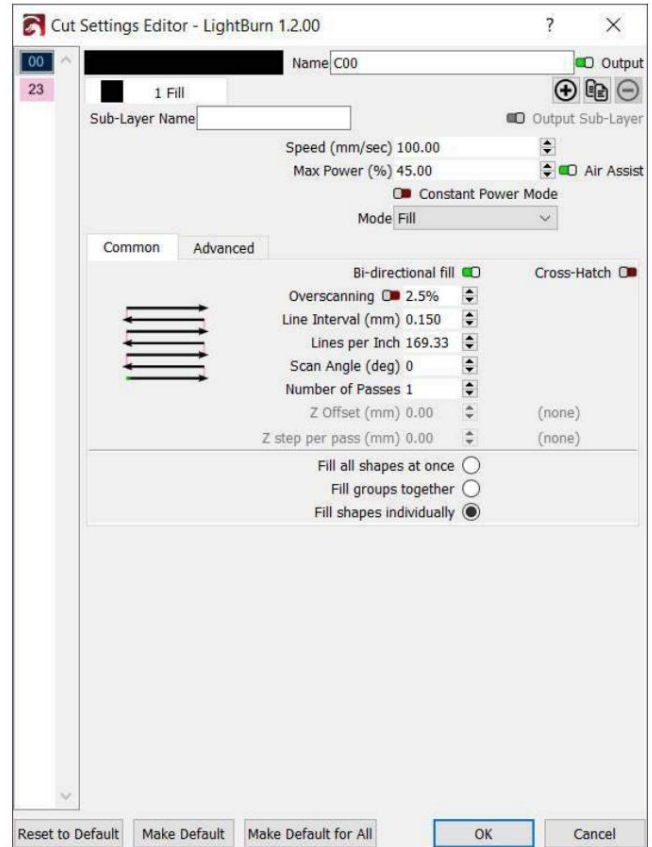 Cut Settings Editor - LightBurn 1.2.00 ? ×
00 Name C00 Output
23 1 Fill
Sub-Layer Name Output Sub-Layer
Speed (mm/sec) 100.00
Max Power (%) 45.00 Air Assist
Constant Power Mode
Mode Fill
Common Advanced
Bi-directional fill Cross-Hatch
Overscanning 2.5%
Line Interval (mm) 0.150
Lines per Inch 169.33
Scan Angle (deg) 0
Number of Passes 1
Z Offset (mm) 0.00 (none)
Z step per pass (mm) 0.00 (none)
Fill all shapes at once
Fill groups together
Fill shapes individually
Reset to Default Make Default Make Default for All OK Cancel